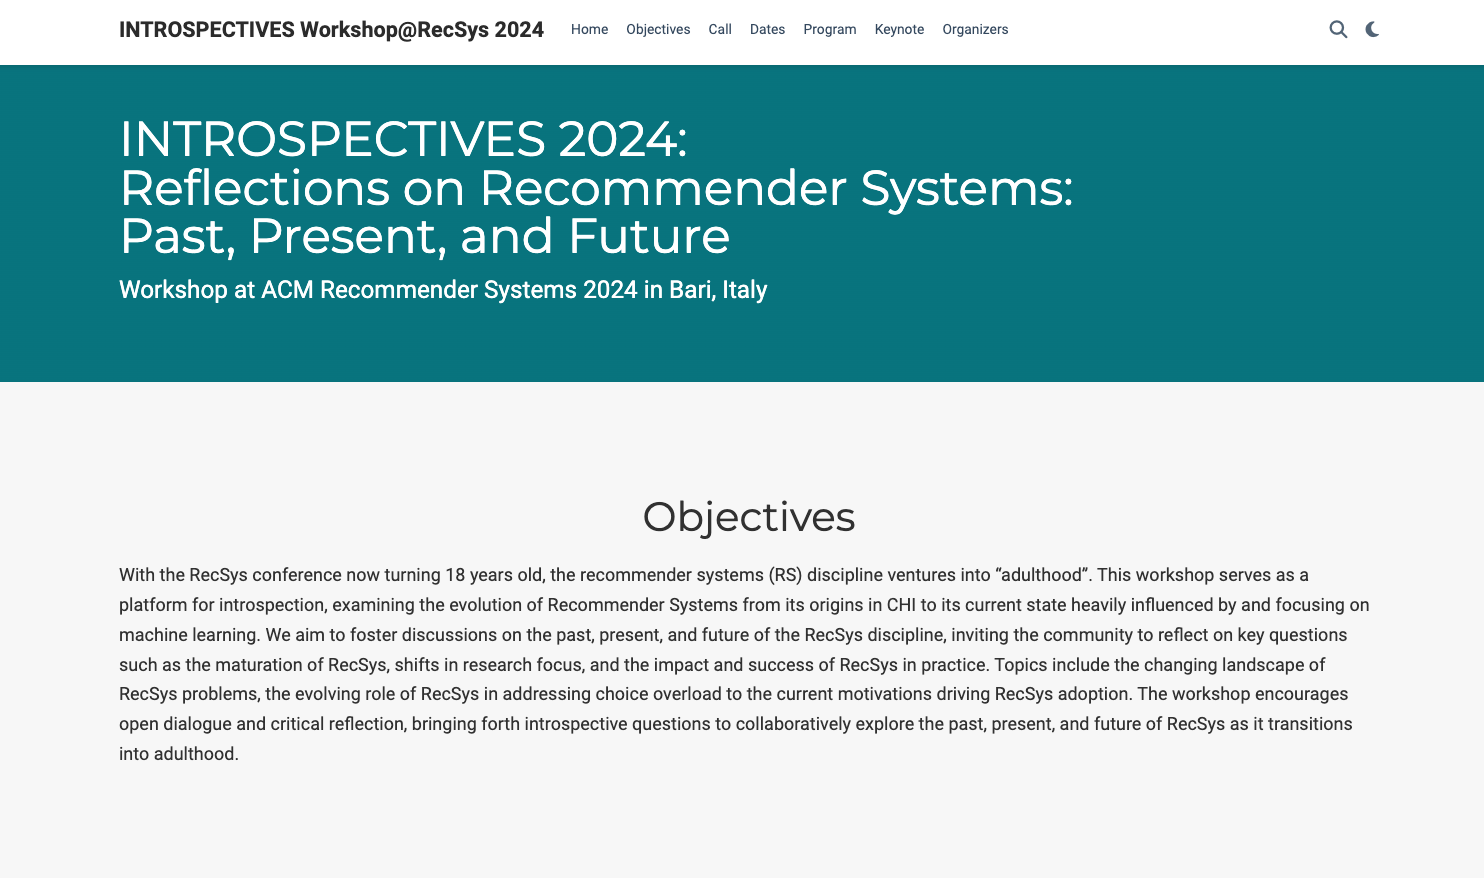 INTROSPECTIVES Workshop@RecSys 2024 Home Objectives Call Dates Program Keynote Organizers
INTROSPECTIVES 2024:
Reflections on Recommender Systems:
Past, Present, and Future
Workshop at ACM Recommender Systems 2024 in Bari, Italy
Objectives
With the RecSys conference now turning 18 years old, the recommender systems (RS) discipline ventures into “adulthood”. This workshop serves as a
platform for introspection, examining the evolution of Recommender Systems from its origins in CHI to its current state heavily influenced by and focusing on
machine learning. We aim to foster discussions on the past, present, and future of the RecSys discipline, inviting the community to reflect on key questions
such as the maturation of RecSys, shifts in research focus, and the impact and success of RecSys in practice. Topics include the changing landscape of
RecSys problems, the evolving role of RecSys in addressing choice overload to the current motivations driving RecSys adoption. The workshop encourages
open dialogue and critical reflection, bringing forth introspective questions to collaboratively explore the past, present, and future of RecSys as it transitions
into adulthood.